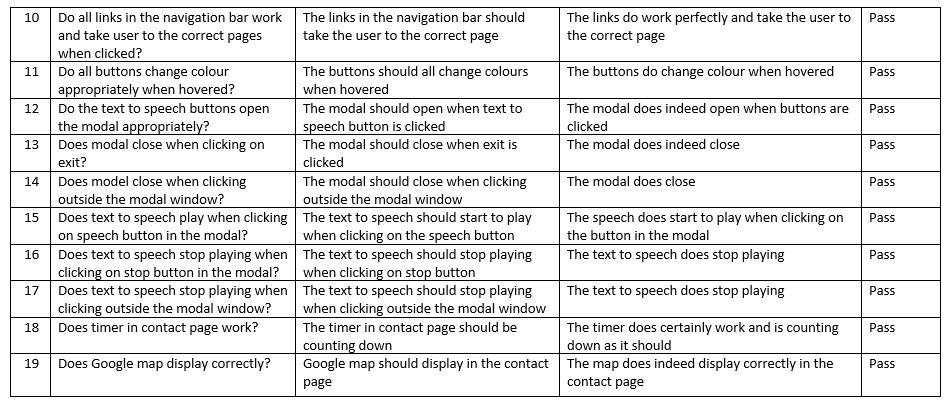 10 Do all links in the navigation bar work The links in the navigation bar should The links do work perfectly and take the user to Pass
and take user to the correct pages take the user to the correct page the correct page
when clicked?
11 Do all buttons change colour The buttons should all change colours The buttons do change colour when hovered Pass
appropriately when hovered? when hovered
12 Do the text to speech buttons open The modal should open when text to The modal does indeed open when buttons are Pass
the modal appropriately? speech button is clicked clicked
13 Does modal close when clicking on The modal should close when exit is The modal does indeed close Pass
exit? clicked
14 Does model close when clicking The modal should close when clicking The modal does close Pass
outside the modal window? outside the modal window
15 Does text to speech play when clicking The text to speech should start to play The speech does start to play when clicking on Pass
on speech button in the modal? when clicking on the speech button the button in the modal
16 Does text to speech stop playing when The text to speech should stop playing The text to speech does stop playing Pass
clicking on stop button in the modal? when clicking on stop button
17 Does text to speech stop playing when The text to speech should stop playing The text to speech does stop playing Pass
clicking outside the modal window? when clicking outside the modal window
18 Does timer in contact page work? The timer in contact page should be The timer does certainly work and is counting Pass
counting down down as it should
19 Does Google map display correctly? Google map should display in the contact The map does indeed display correctly in the Pass
page contact page